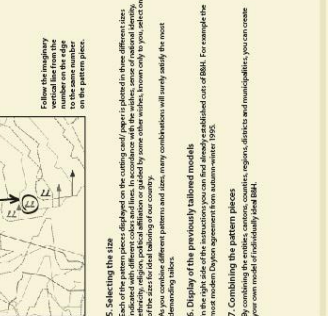 Follow the imaginary
vertical line from the
number on the edge
to the same number
on the pattern piece.
5. Selecting the size
Each of the pattern pieces displayed on the cutting card/ paper is plotted in three different sizes
indicated with different colors and lines. In accordance with the wishes, sense of national identity,
ethnicity, religion, political affiliation or guided by some other wishes, known only to you, select on
of the sizes for ideal tailoring of our country.
As you combine different patterns and sizes, many combinations will surely satisfy the most
demanding tailors.
6. Display of the previously tailored models
In the right side of the instructions you can find already established cuts of B&H. For example the
most modern Dayton agreement from autumn-winter 1995.
7. Combining the pattern pieces
By combining the entities, cantons, counties, regions, districts and municipalities, you can create
your own model of individually ideal B&H.